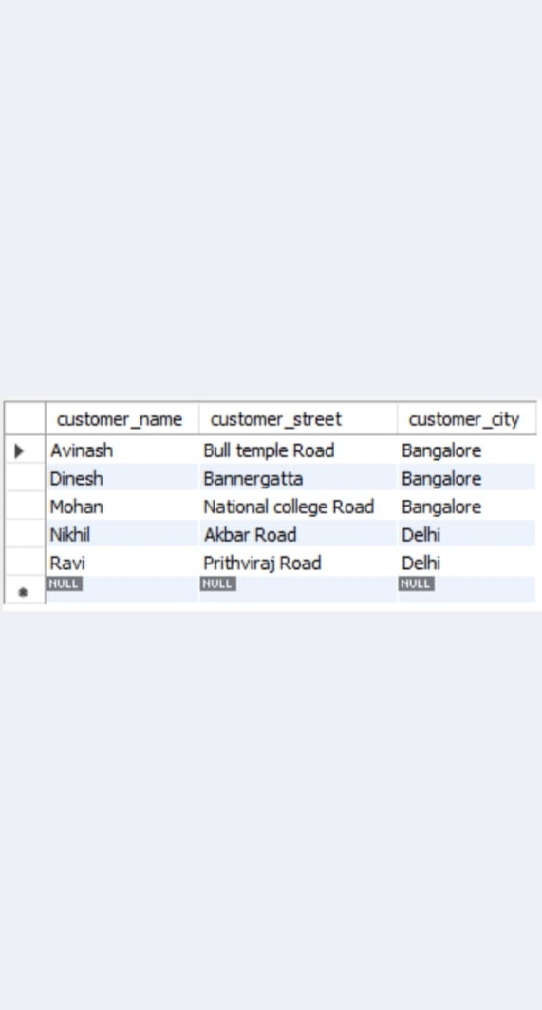 customer_name customer_street customer_city
Avinash Bull temple Road Bangalore
Dinesh Bannergatta Bangalore
Mohan National college Road Bangalore
Nikhil Akbar Road Delhi
Ravi Prithviraj Road Delhi
NULL NULL NULL